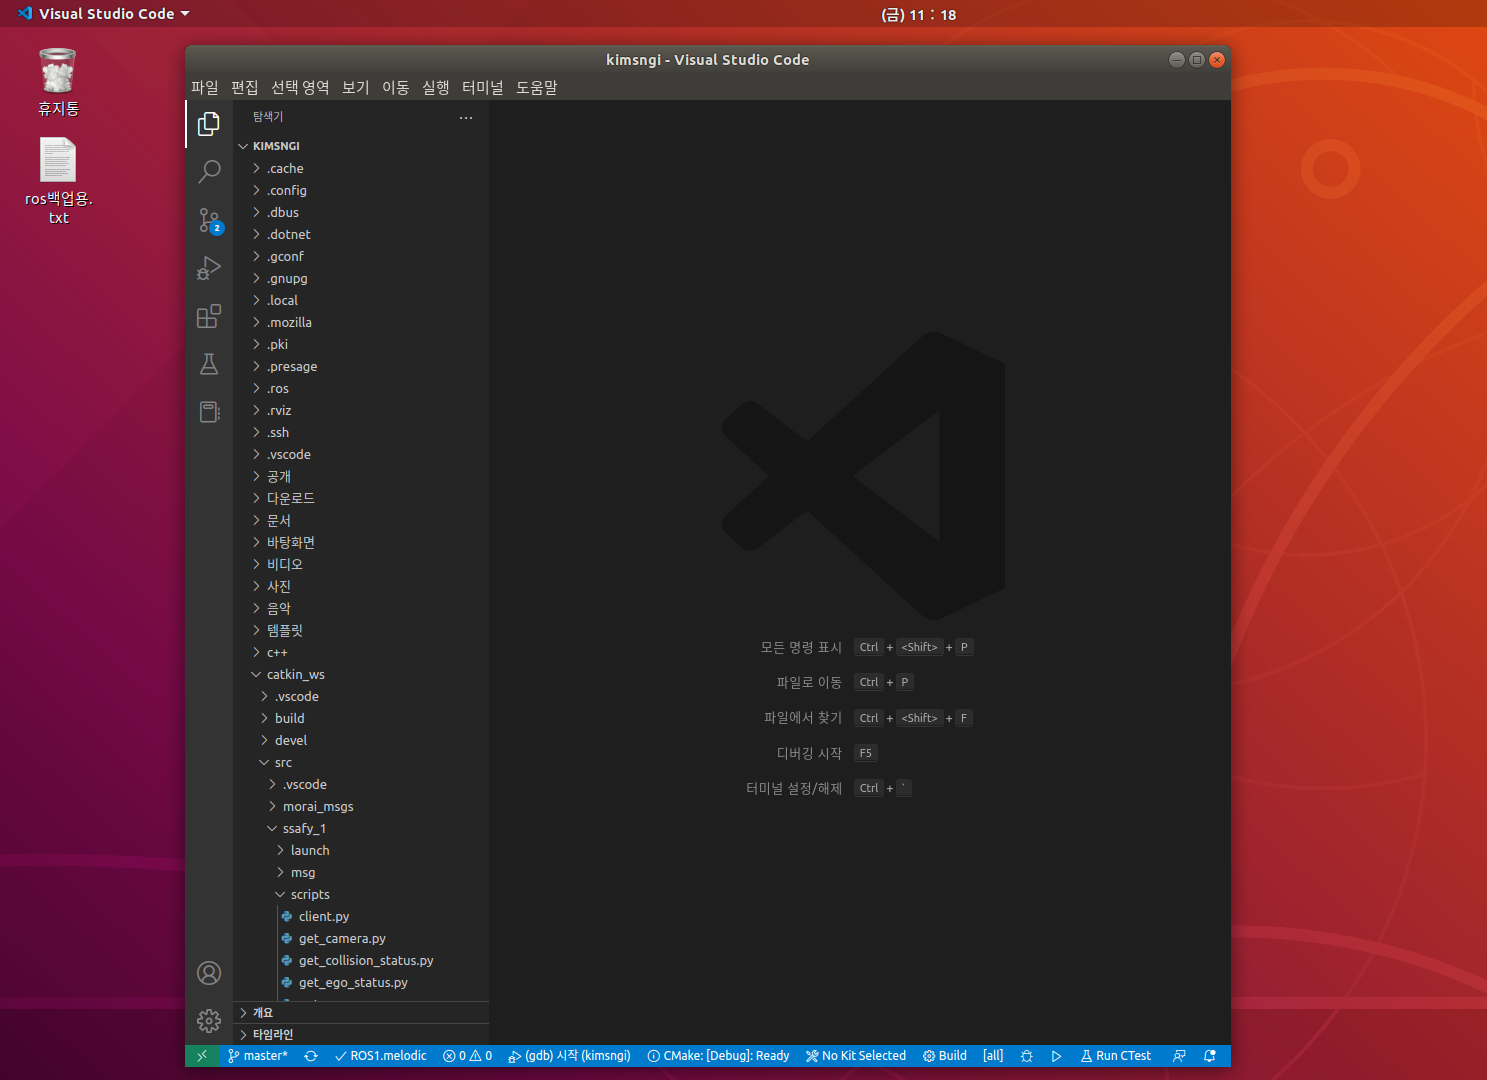 Visual Studio Code
(금) 11 : 18
휴지통
ros백업용.
txt
kimsngi - Visual Studio Code
파일 편집 선택 영역 보기 이동 실행 터미널 도움말
탐색기
KIMSNGI
.cache
.config
.dbus
.dotnet
.gconf
.gnupg
.local
.mozilla
.pki
.presage
.ros
.rviz
.ssh
.vscode
공개
다운로드
문서
바탕화면
비디오
사진
음악
템플릿
c++
catkin_ws
.vscode
build
devel
src
.vscode
morai_msgs
ssafy_1
launch
msg
scripts
client.py
get_camera.py
get_collision_status.py
get_ego_status.py
개요
타임라인
2
모든 명령 표시 Ctrl + <Shift> + P
파일로 이동 Ctrl + P
파일에서 찾기 Ctrl + <Shift> + F
디버깅 시작 F5
터미널 설정/해제 Ctrl + `
master* ROS1.melodic 0 0 (gdb) 시작 (kimsngi) CMake: [Debug]: Ready No Kit Selected Build [all] Run CTest